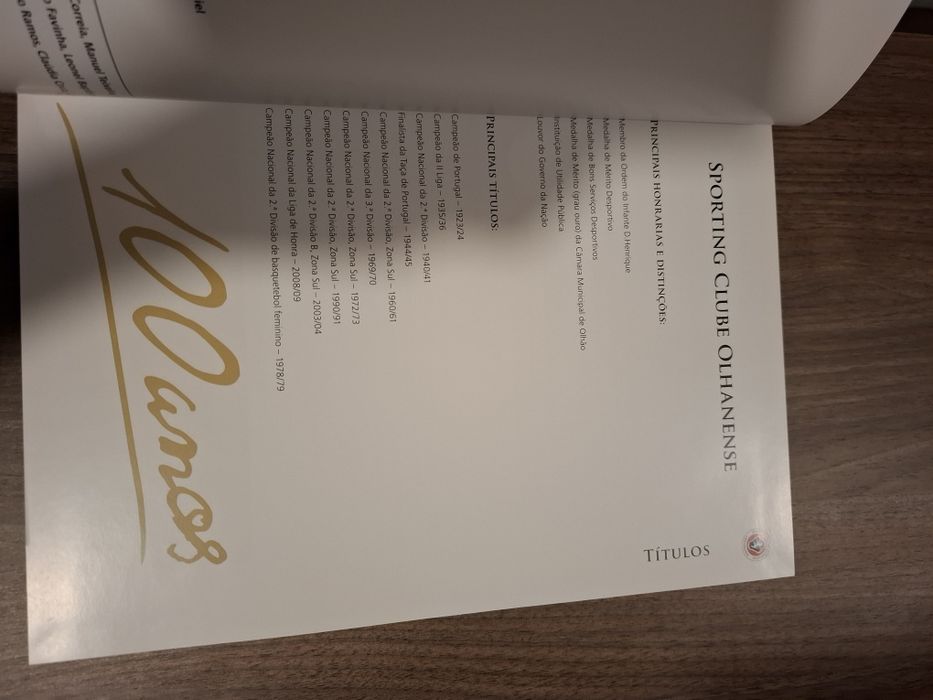 Correia, Manuel
Favinha, Leonel
Ramos, Claúdia
TÍTULOS
SPORTING CLUBE OLHANENSE
PRINCIPAIS HONRARIAS E DISTINÇÕES:
Membro da Ordem do Infante D.Henrique
Medalha de Mérito Desportivo
Medalha de Bons Serviços Desportivos
Medalha de Mérito (grau ouro) da Câmara Municipal de Olhão
Instituição de Utilidade Pública
Louvor do Governo da Nação
PRINCIPAIS TÍTULOS:
Campeão de Portugal – 1923/24
Campeão da II Liga – 1935/36
Campeão Nacional da 2.ª Divisão – 1940/41
Finalista da Taça de Portugal – 1944/45
Campeão Nacional da 2.ª Divisão, Zona Sul – 1960/61
Campeão Nacional da 3.ª Divisão – 1969/70
Campeão Nacional da 2.ª Divisão, Zona Sul – 1972/73
Campeão Nacional da 2.ª Divisão, Zona Sul – 1990/91
Campeão Nacional da 2.ª Divisão B, Zona Sul – 2003/04
Campeão Nacional da Liga de Honra – 2008/09
Campeão Nacional da 2.ª Divisão de basquetebol feminino – 1978/79
100 anos